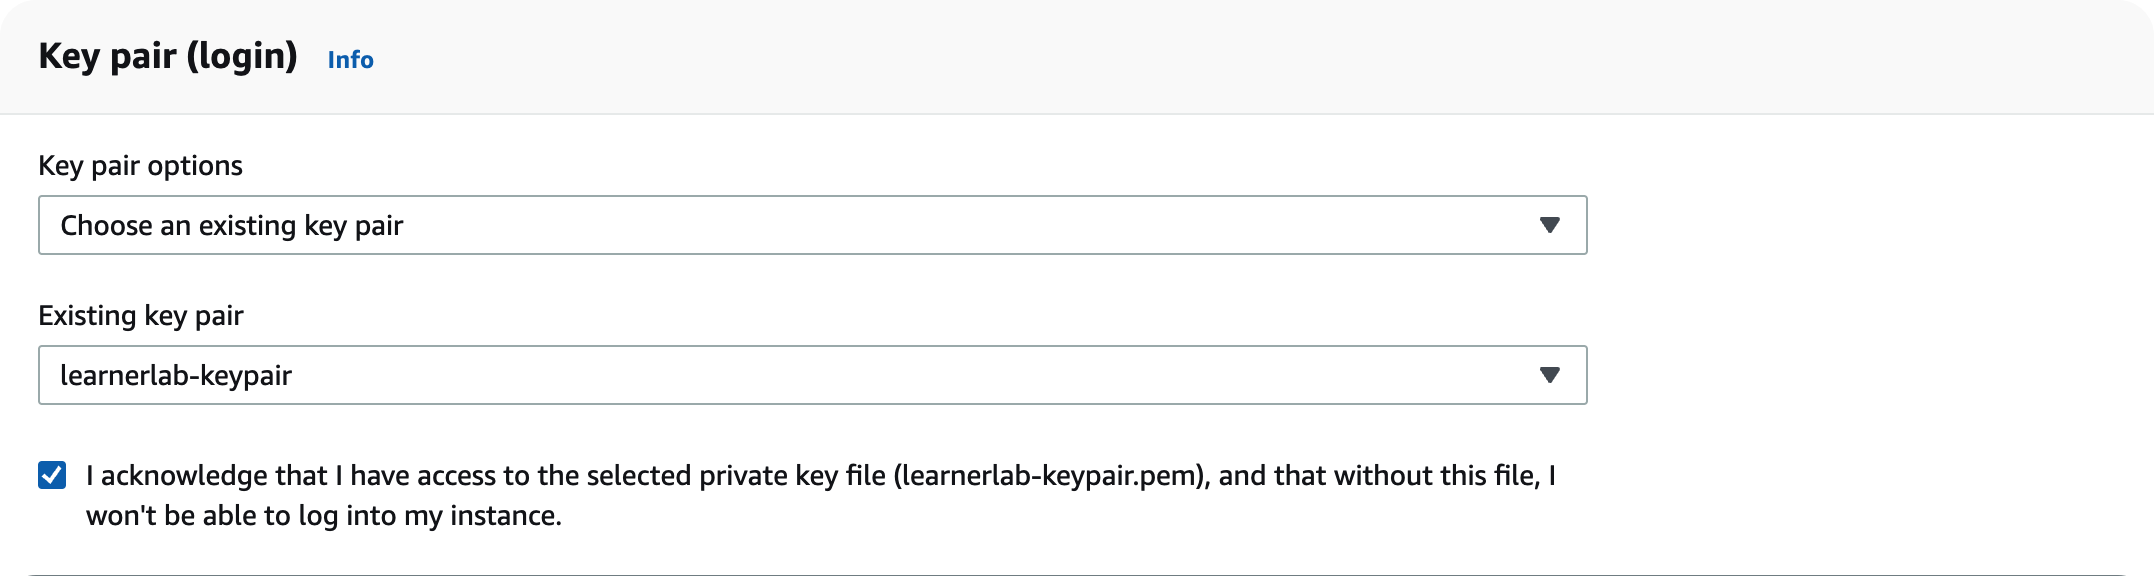 Key pair (login) Info
Key pair options
Choose an existing key pair
Existing key pair
learnerlab-keypair
I acknowledge that I have access to the selected private key file (learnerlab-keypair.pem), and that without this file, I
won't be able to log into my instance.